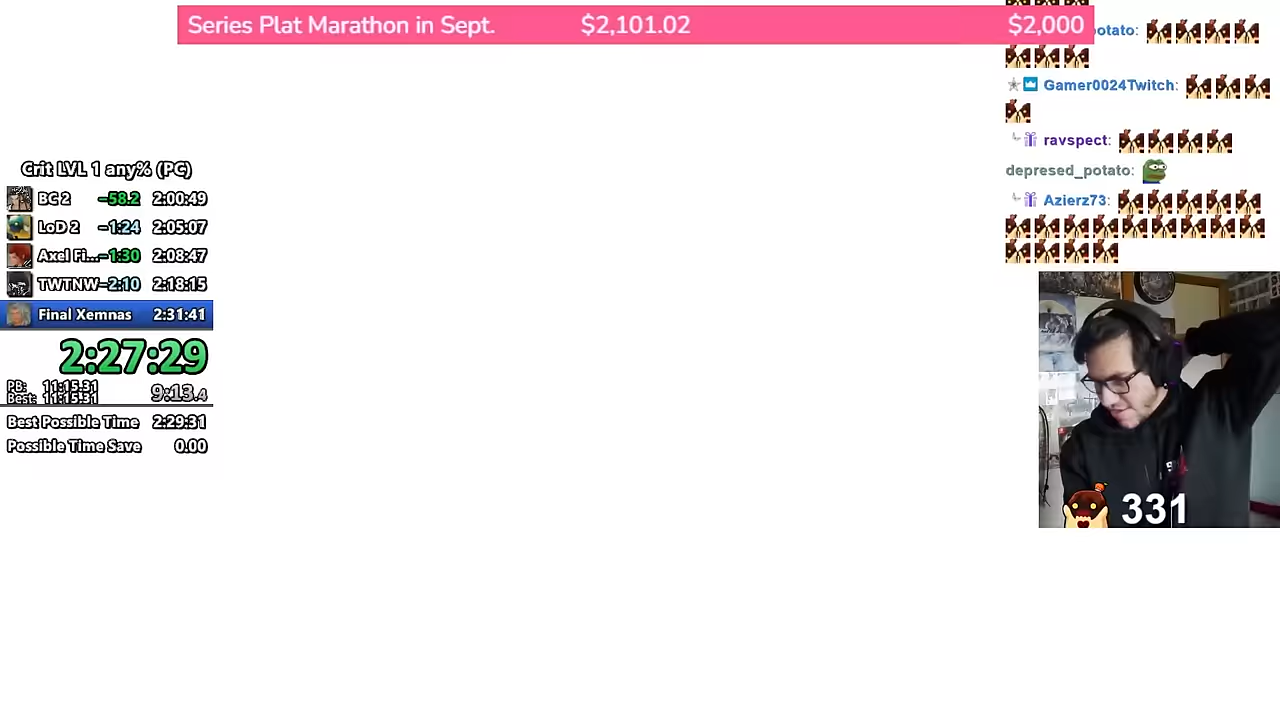 Series Plat Marathon in Sept. $2,101.02 $2,000
otato:
Gamer0024Twitch:
ravspect:
depresed_potato:
Azierz73:
Crit LVL 1 any% (PC)
BC 2 -58.2 2:00:49
LoD 2 -1:24 2:05:07
Axel Fi... -1:30 2:08:47
TWTNW -2:10 2:18:15
Final Xemnas 2:31:41
2:27:29
PB: 11:15.31
Best: 11:15.31
9:13.4
Best Possible Time 2:29:31
Possible Time Save 0.00
331